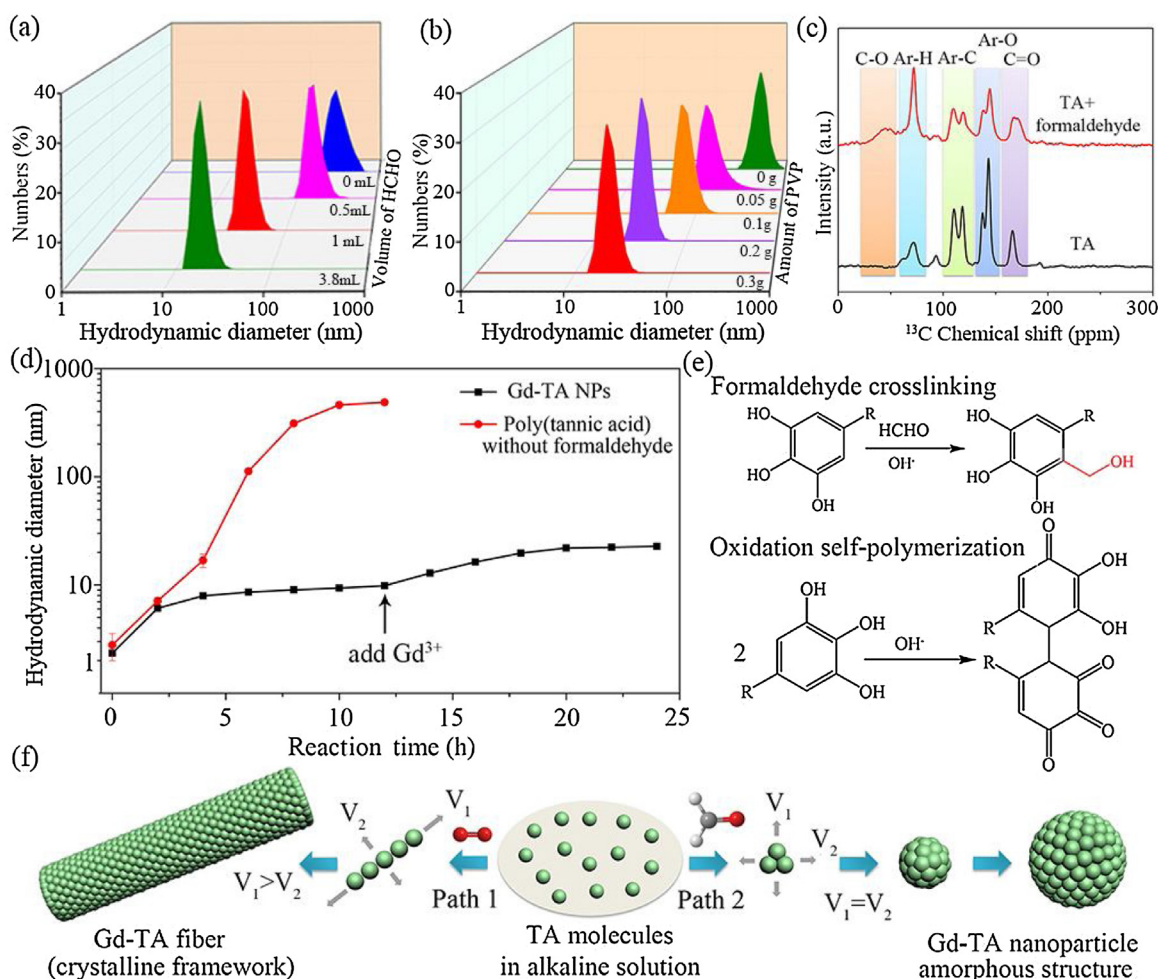 (a)
40
30
20
10
0
Numbers (%)
1
10
100
1000
Hydrodynamic diameter (nm)
0 mL
0.5mL
1 mL
3.8mL
Volume of HCHO
(b)
40
30
20
10
0
Numbers (%)
1
10
100
1000
Hydrodynamic diameter (nm)
0 g
0.05 g
0.1g
0.2 g
0.3g
Amount of PVP
(c)
C-O
Ar-H
Ar-C
Ar-O
C=O
TA+
formaldehyde
TA
Intensity (a.u.)
0
100
200
300
¹³C Chemical shift (ppm)
(d)
1000
100
10
1
Hydrodynamic diameter (nm)
Gd-TA NPs
Poly(tannic acid)
without formaldehyde
add Gd³⁺
0
5
10
15
20
25
Reaction time (h)
(e)
Formaldehyde crosslinking
HO
HO
OH
R
HCHO
OH⁻
HO
HO
OH
R
OH
Oxidation self-polymerization
2
OH
OH
OH
R
OH⁻
O
OH
OH
R
R
O
O
O
(f)
V₁
V₂
V₁>V₂
Path 1
Path 2
V₁
V₂
V₁=V₂
Gd-TA fiber
(crystalline framework)
TA molecules
in alkaline solution
Gd-TA nanoparticle
amorphous structure